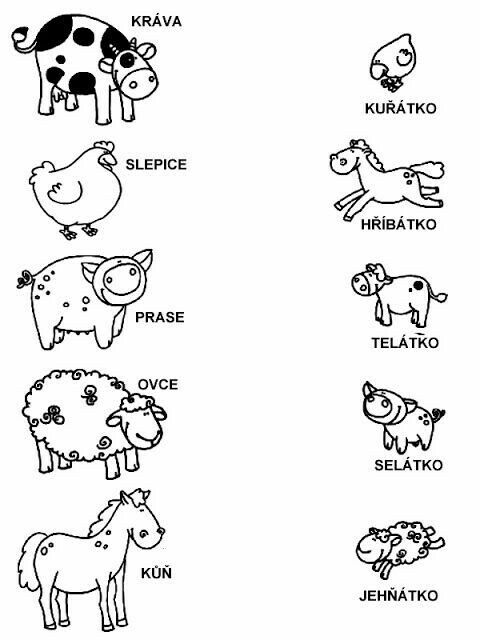 KRÁVA
KUŘÁTKO
SLEPICE
HŘÍBÁTKO
PRASE
TELÁTKO
OVCE
SELÁTKO
KŮŇ
JEHŇÁTKO